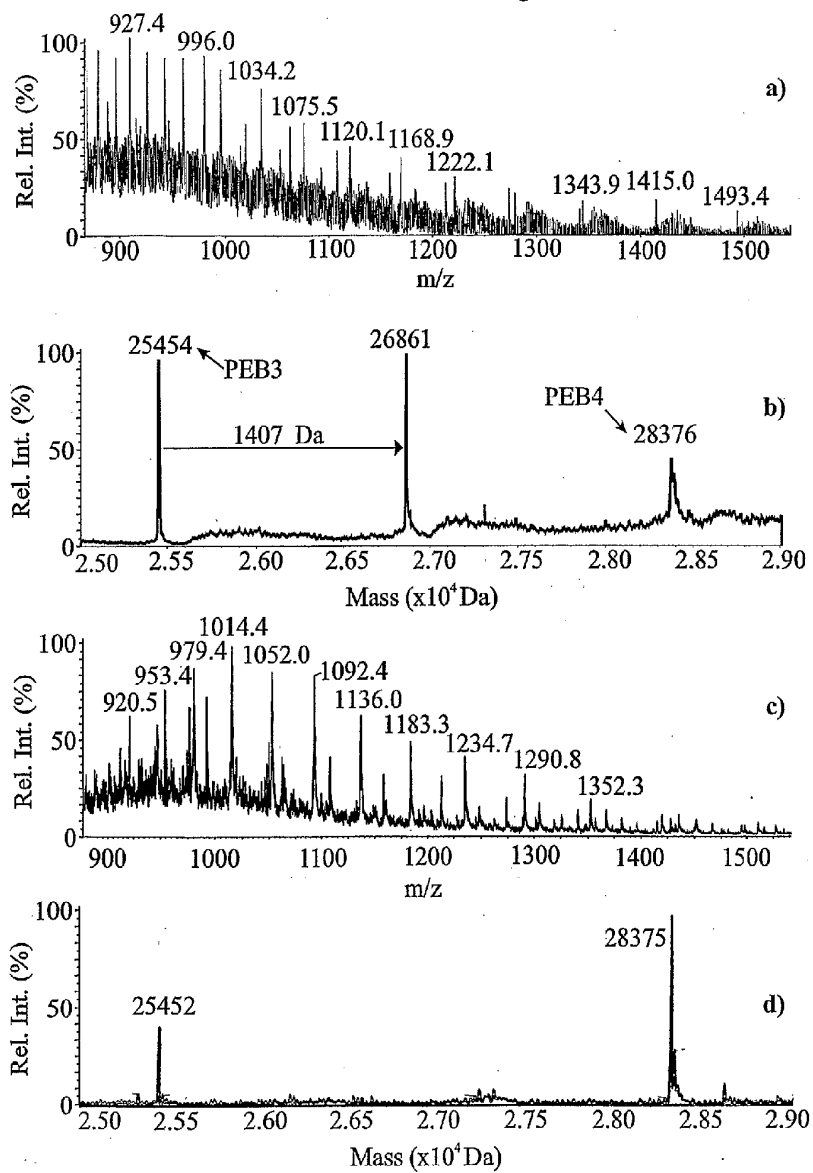 927.4
996.0
1034.2
1075.5
1120.1
1168.9
1222.1
1343.9
1415.0
1493.4
a)
Rel. Int. (%)
100
50
0
900 1000 1100 1200 1300 1400 1500
m/z
25454
PEB3
26861
1407 Da
PEB4
28376
b)
Rel. Int. (%)
100
50
0
2.50 2.55 2.60 2.65 2.70 2.75 2.80 2.85 2.90
Mass (x10⁴Da)
920.5
953.4
979.4
1014.4
1052.0
1092.4
1136.0
1183.3
1234.7
1290.8
1352.3
c)
Rel. Int. (%)
100
50
0
900 1000 1100 1200 1300 1400 1500
m/z
25452
28375
d)
Rel. Int. (%)
100
50
0
2.50 2.55 2.60 2.65 2.70 2.75 2.80 2.85 2.90
Mass (x10⁴Da)